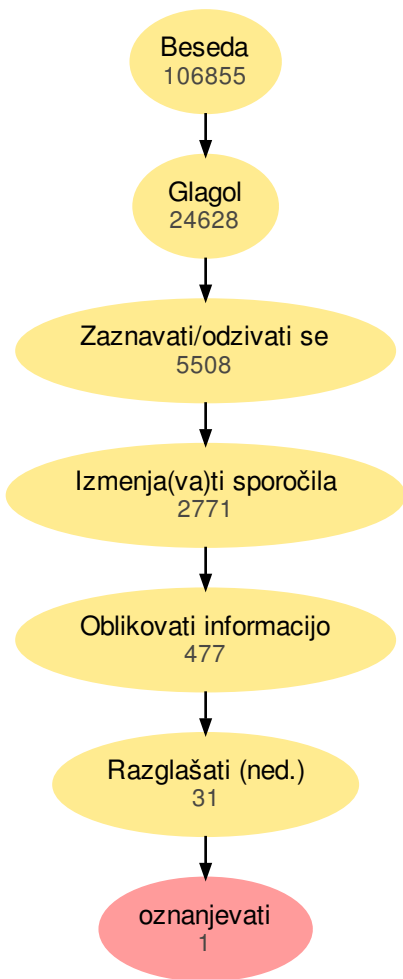 Beseda
106855
Glagol
24628
Zaznavati/odzivati se
5508
Izmenja(va)ti sporočila
2771
Oblikovati informacijo
477
Razglašati (ned.)
31
oznanjevati
1